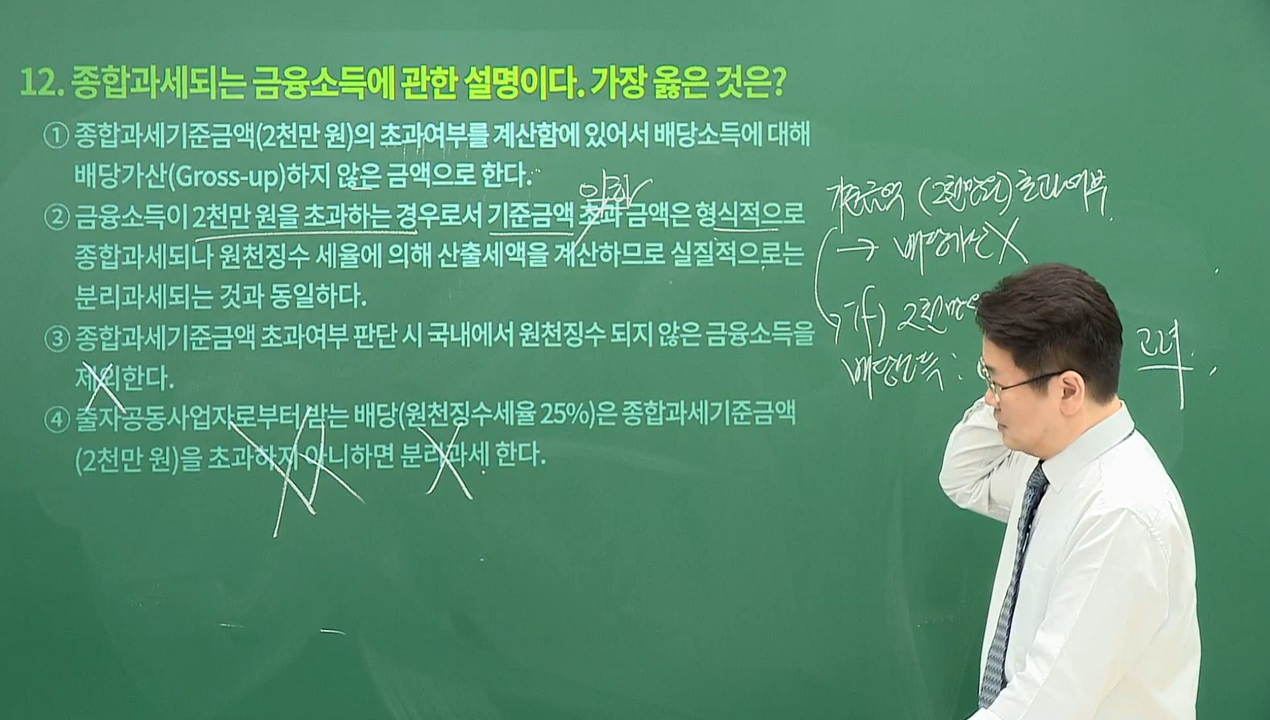 12. 종합과세되는 금융소득에 관한 설명이다. 가장 옳은 것은?
① 종합과세기준금액(2천만 원)의 초과여부를 계산함에 있어서 배당소득에 대해
배당가산(Gross-up)하지 않은 금액으로 한다.
이하
② 금융소득이 2천만 원을 초과하는 경우로서 기준금액 초과 금액은 형식적으로
종합과세되나 원천징수 세율에 의해 산출세액을 계산하므로 실질적으로는
분리과세되는 것과 동일하다.
③ 종합과세기준금액 초과여부 판단 시 국내에서 원천징수 되지 않은 금융소득을
제외한다.
④ 출자공동사업자로부터 받는 배당(원천징수세율 25%)은 종합과세기준금액
(2천만 원)을 초과하지 아니하면 분리과세 한다.
기준금액 (2천만원) 초과여부
→ 배당가산 X
if) 2천만
배당소득 :
고려